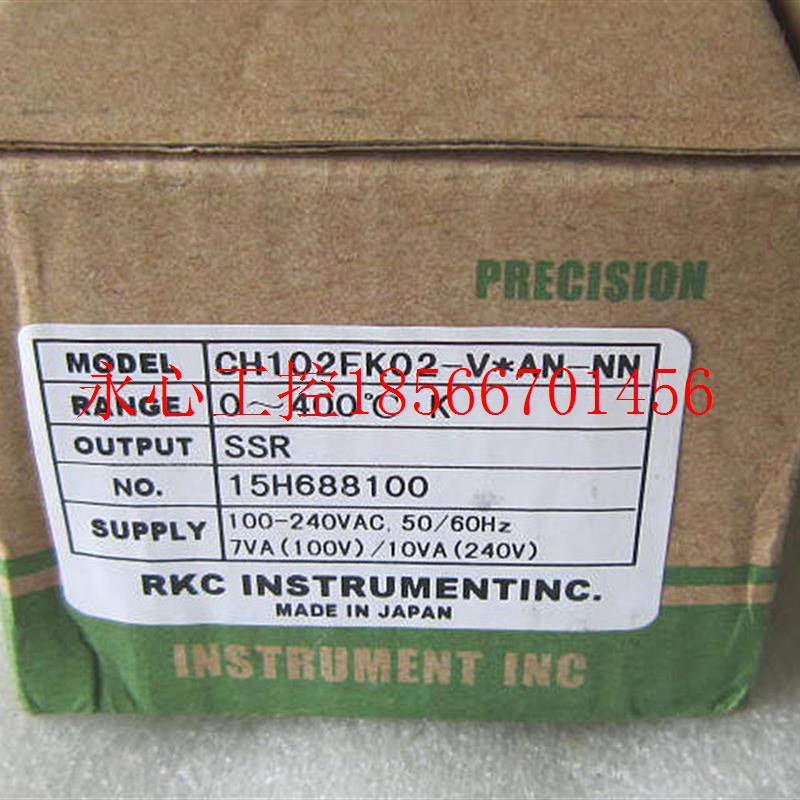 PRECISION
MODEL CH102FK02-V*AN-NN
永心工控18566701456
RANGE 0~400℃ K
OUTPUT SSR
NO. 15H688100
SUPPLY 100-240VAC, 50/60Hz
7VA(100V)/10VA(240V)
RKC INSTRUMENTINC.
MADE IN JAPAN
INSTRUMENT INC